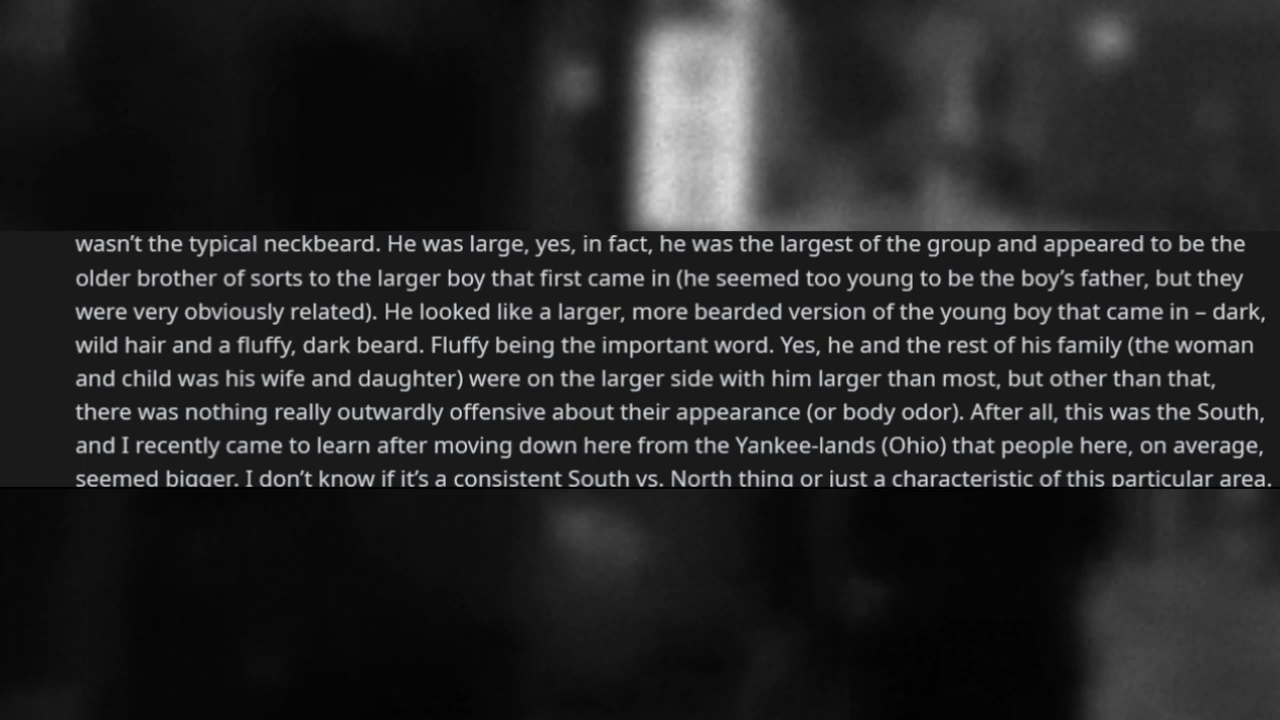 wasn’t the typical neckbeard. He was large, yes, in fact, he was the largest of the group and appeared to be the
older brother of sorts to the larger boy that first came in (he seemed too young to be the boy’s father, but they
were very obviously related). He looked like a larger, more bearded version of the young boy that came in – dark,
wild hair and a fluffy, dark beard. Fluffy being the important word. Yes, he and the rest of his family (the woman
and child was his wife and daughter) were on the larger side with him larger than most, but other than that,
there was nothing really outwardly offensive about their appearance (or body odor). After all, this was the South,
and I recently came to learn after moving down here from the Yankee-lands (Ohio) that people here, on average,
seemed bigger. I don’t know if it’s a consistent South vs. North thing or just a characteristic of this particular area.